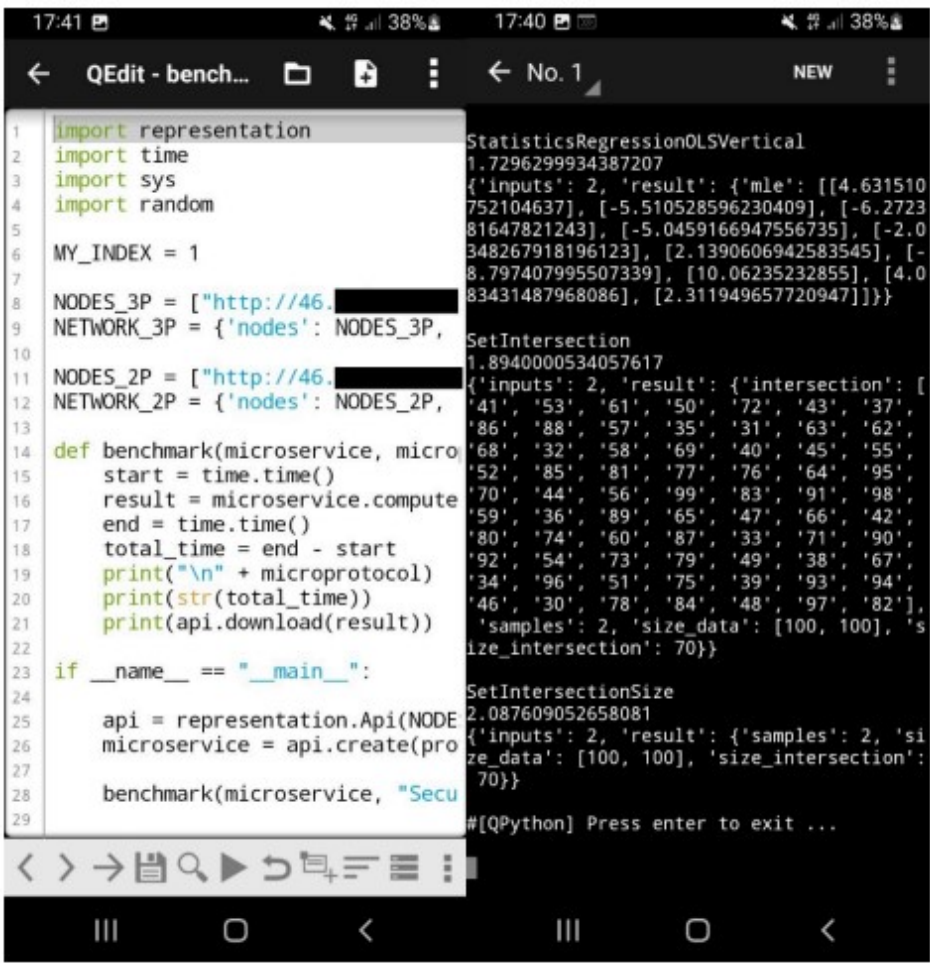 17:41
38%
QEdit - bench...
1 import representation
2 import time
3 import sys
4 import random
5
6 MY_INDEX = 1
7
8 NODES_3P = ["http://46.
9 NETWORK_3P = {'nodes': NODES_3P,
10
11 NODES_2P = ["http://46.
12 NETWORK_2P = {'nodes': NODES_2P,
13
14 def benchmark(microservice, micro
15 start = time.time()
16 result = microservice.compute
17 end = time.time()
18 total_time = end - start
19 print("\n" + microprotocol)
20 print(str(total_time))
21 print(api.download(result))
22
23 if __name__ == "__main__":
24
25 api = representation.Api(NODE
26 microservice = api.create(pro
27
28 benchmark(microservice, "Secu
29
17:40
38%
No. 1
NEW
StatisticsRegressionOLSVertical
1.7296299934387207
{'inputs': 2, 'result': {'mle': [[4.631510
752104637], [-5.510528596230409], [-6.2723
81647821243], [-5.0459166947556735], [-2.0
348267918196123], [2.1390606942583545], [-
8.797407995507339], [10.06235232855], [4.0
83431487968086], [2.311949657720947]]}}
SetIntersection
1.8940000534057617
{'inputs': 2, 'result': {'intersection': [
'41', '53', '61', '50', '72', '43', '37',
'86', '88', '57', '35', '31', '63', '62',
'68', '32', '58', '69', '40', '45', '55',
'52', '85', '81', '77', '76', '64', '95',
'70', '44', '56', '99', '83', '91', '98',
'59', '36', '89', '65', '47', '66', '42',
'80', '74', '60', '87', '33', '71', '90',
'92', '54', '73', '79', '49', '38', '67',
'34', '96', '51', '75', '39', '93', '94',
'46', '30', '78', '84', '48', '97', '82'],
'samples': 2, 'size_data': [100, 100], 's
ize_intersection': 70}}
SetIntersectionSize
2.087609052658081
{'inputs': 2, 'result': {'samples': 2, 'si
ze_data': [100, 100], 'size_intersection':
70}}
#[QPython] Press enter to exit ...